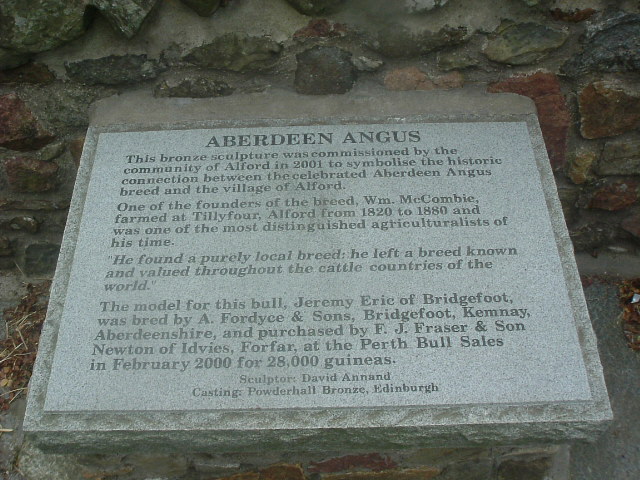 ABERDEEN ANGUS
This bronze sculpture was commissioned by the
community of Alford in 2001 to symbolise the historic
connection between the celebrated Aberdeen Angus
breed and the village of Alford.
One of the founders of the breed, Wm. McCombie,
farmed at Tillyfour, Alford from 1820 to 1880 and
was one of the most distinguished agriculturalists of
his time.
"He found a purely local breed: he left a breed known
and valued throughout the cattle countries of the
world."
The model for this bull, Jeremy Eric of Bridgefoot,
was bred by A. Fordyce & Sons, Bridgefoot, Kemnay,
Aberdeenshire, and purchased by F. J. Fraser & Son
Newton of Idvies, Forfar, at the Perth Bull Sales
in February 2000 for 28,000 guineas.
Sculptor: David Annand
Casting: Powderhall Bronze, Edinburgh